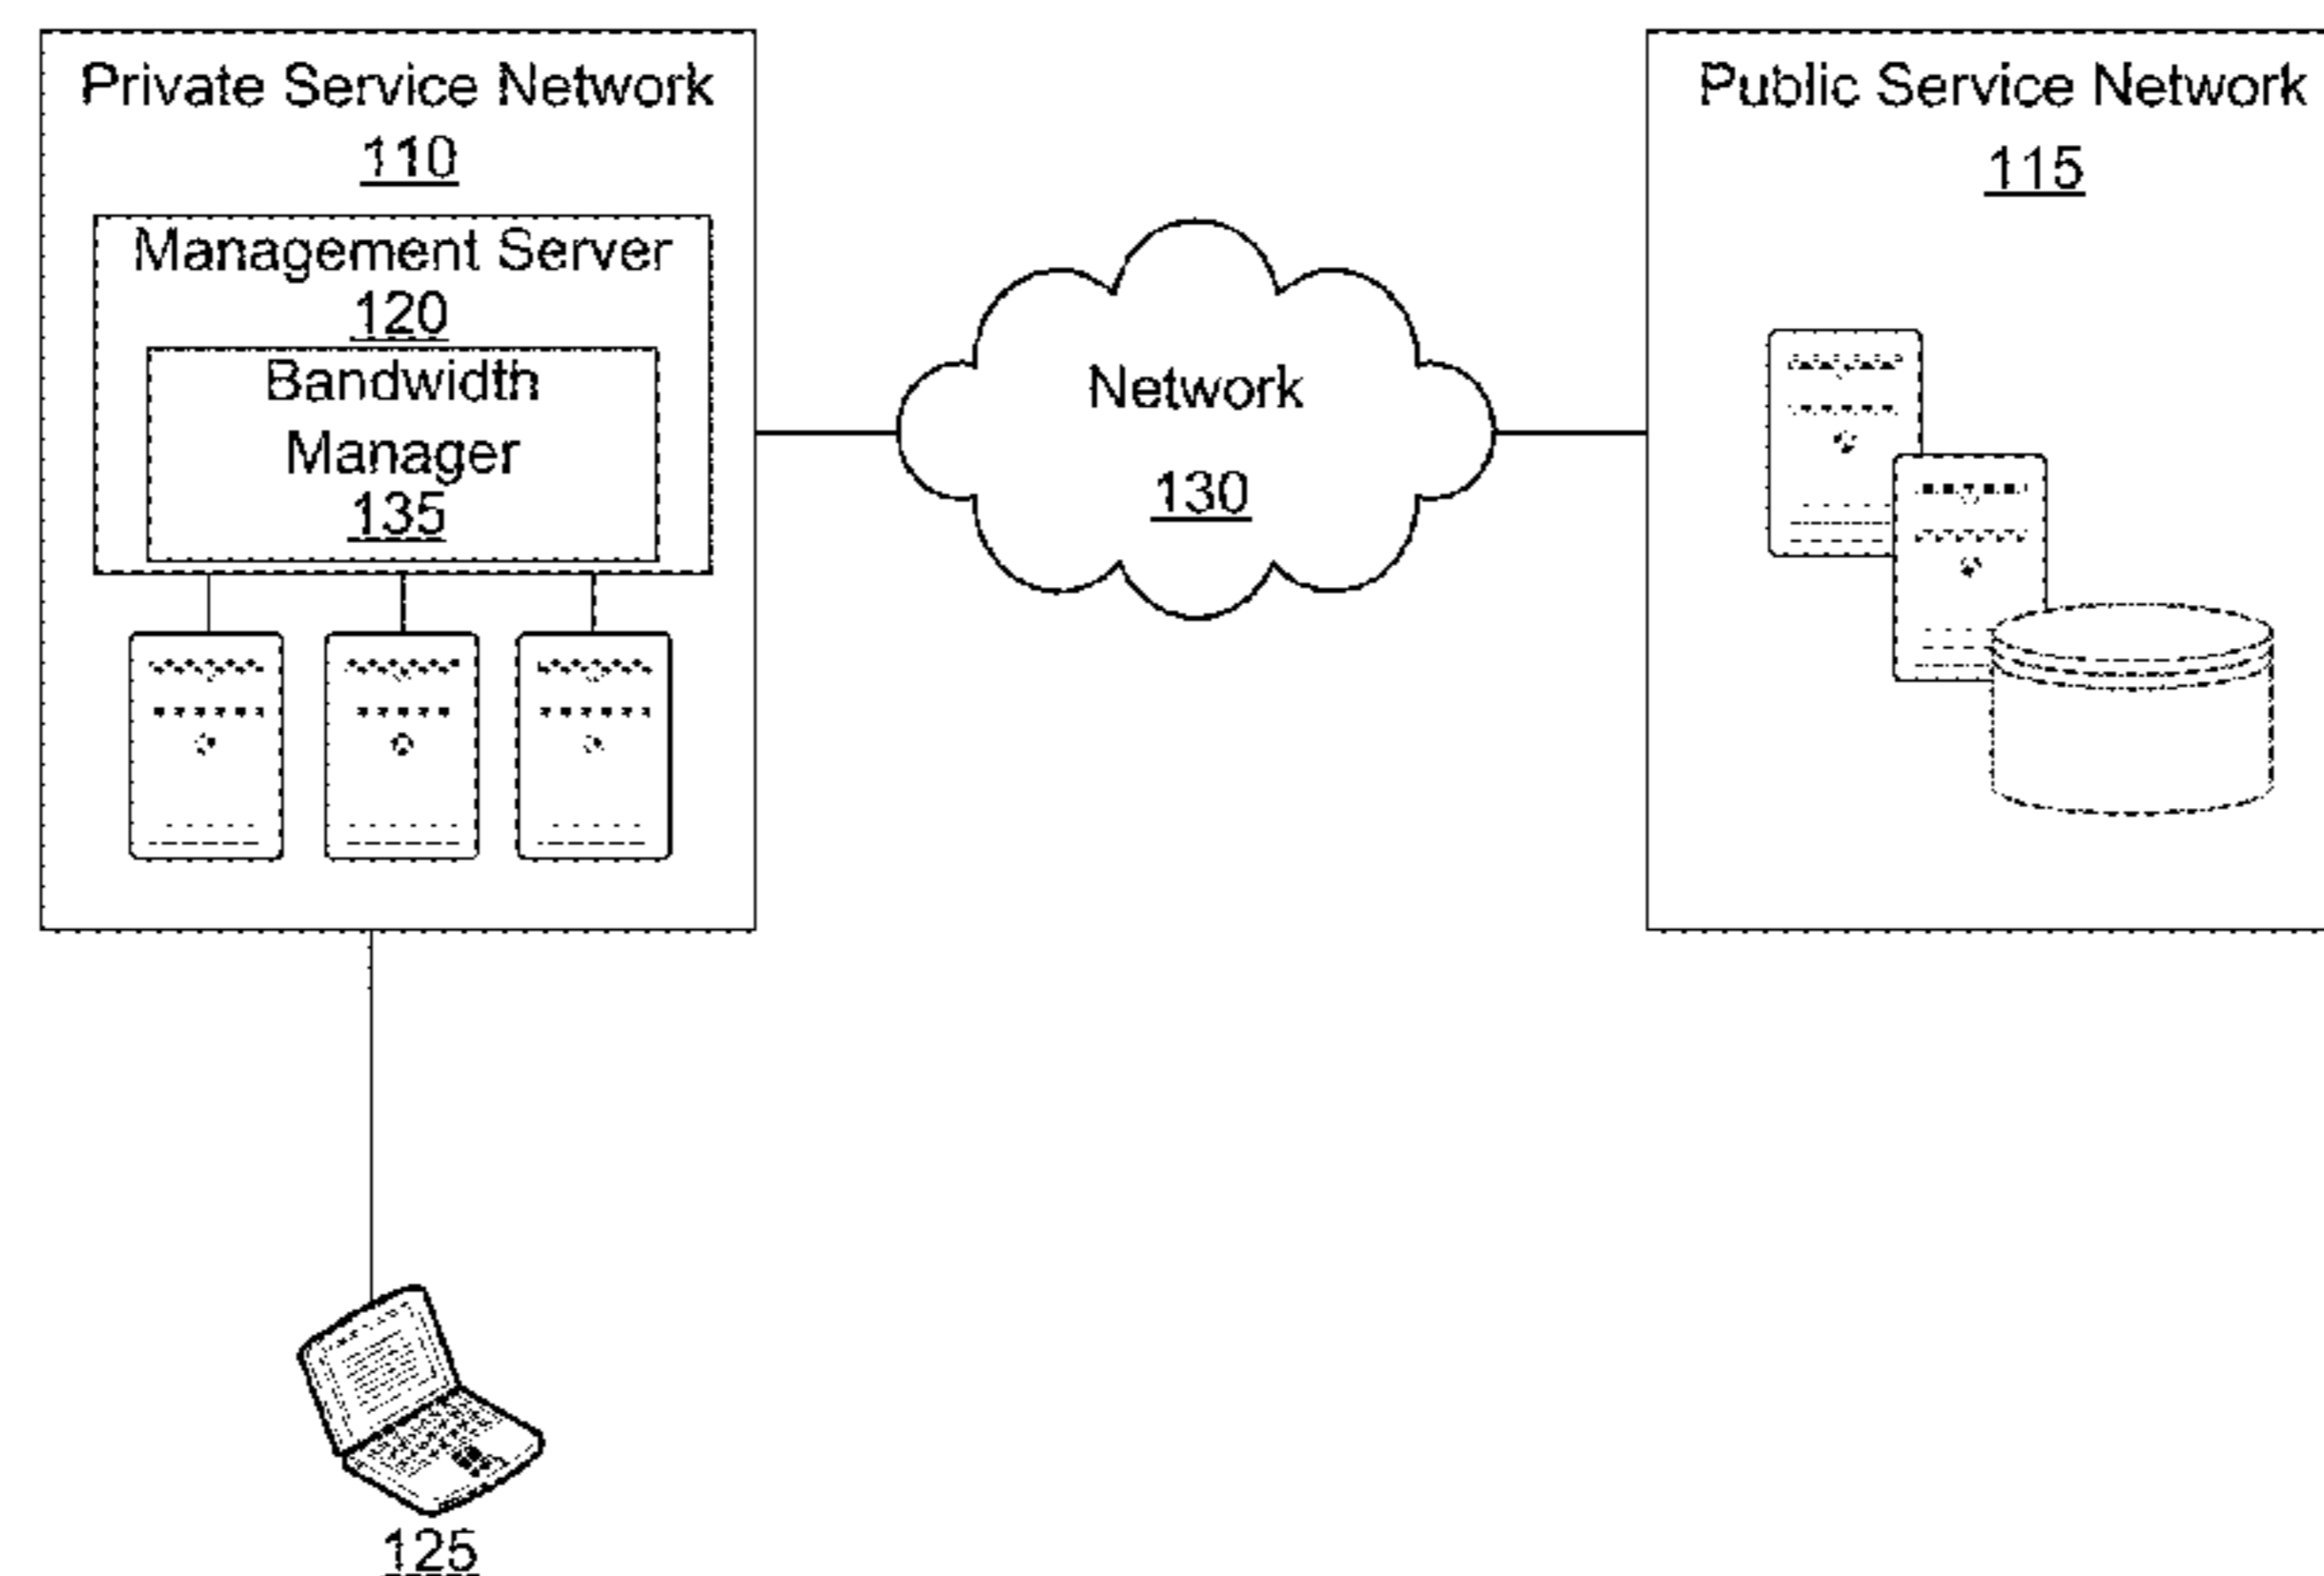 Private Service Network
110
Management Server
120
Bandwidth
Manager
135
Network
130
Public Service Network
115
125